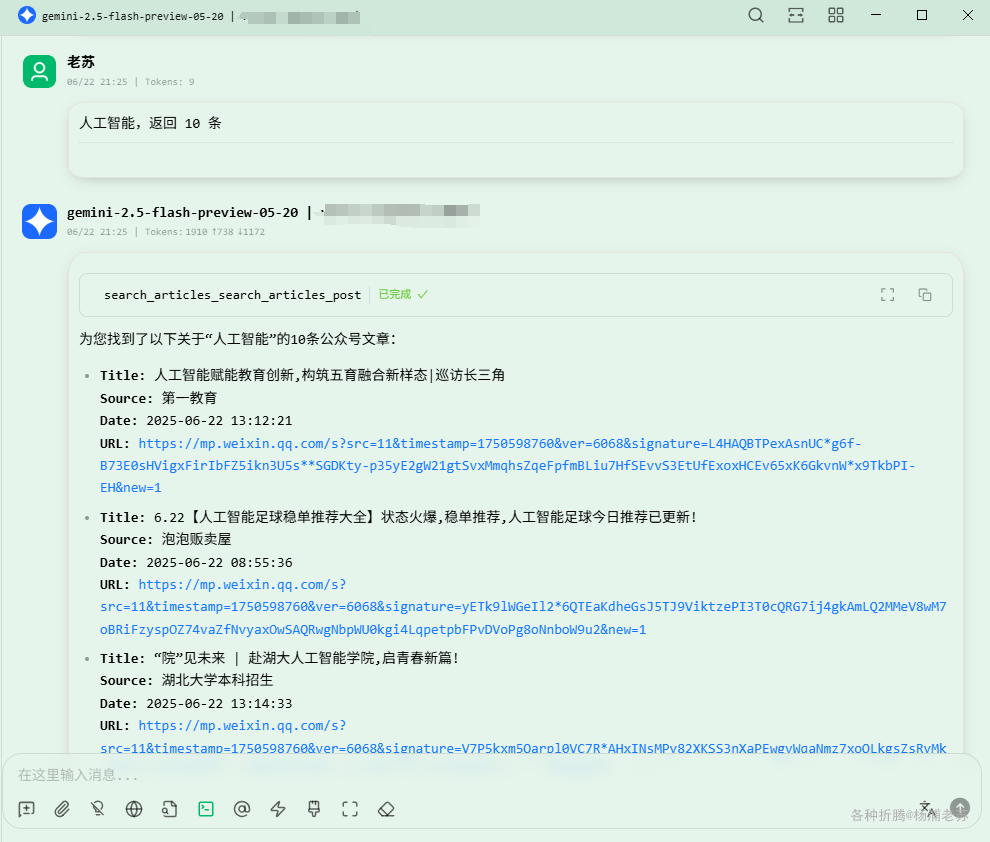 gemini-2.5-flash-preview-05-20 |
老苏
06/22 21:25 | Tokens: 9
人工智能，返回 10 条
gemini-2.5-flash-preview-05-20 |
06/22 21:25 | Tokens:1910 ↑738 ↓1172
search_articles_search_articles_post 已完成 ✓
为您找到了以下关于“人工智能”的10条公众号文章：
• Title: 人工智能赋能教育创新,构筑五育融合新样态|巡访长三角
Source: 第一教育
Date: 2025-06-22 13:12:21
URL: https://mp.weixin.qq.com/s?src=11&timestamp=1750598760&ver=6068&signature=L4HAQBTPexAsnUC*g6f-
B73E0sHVigxFirIbFZ5ikn3U5s**SGDKty-p35yE2gW21gtSvxMmqhsZqeFpfmBLiu7HfSEvvS3EtUfExoxHCEv65xK6GkvnW*x9TkbPI-
EH&new=1
• Title: 6.22【人工智能足球稳单推荐大全】状态火爆,稳单推荐,人工智能足球今日推荐已更新!
Source: 泡泡贩卖屋
Date: 2025-06-22 08:55:36
URL: https://mp.weixin.qq.com/s?
src=11&timestamp=1750598760&ver=6068&signature=yETk9lWGeIl2*6QTEaKdheGsJ5TJ9ViktzePI3T0cQRG7ij4gkAmLQ2MMeV8wM7
oBRiFzyspOZ74vaZfNvyaxOwSAQRwgNbpWU0kgi4LqpetpbFPvDVoPg8oNnboW9u2&new=1
• Title: “院”见未来 | 赴湖大人工智能学院,启青春新篇!
Source: 湖北大学本科招生
Date: 2025-06-22 13:14:33
URL: https://mp.weixin.qq.com/s?
src=11&timestamp=1750598760&ver=6068&signature=V7P5kxm5Oarpl0VC7R*AHxINsMPy82XKSS3nXaPEwgvWqaNmz7xoOLkgsZsRyMk
在这里输入消息...
各种折腾@杨浦老苏